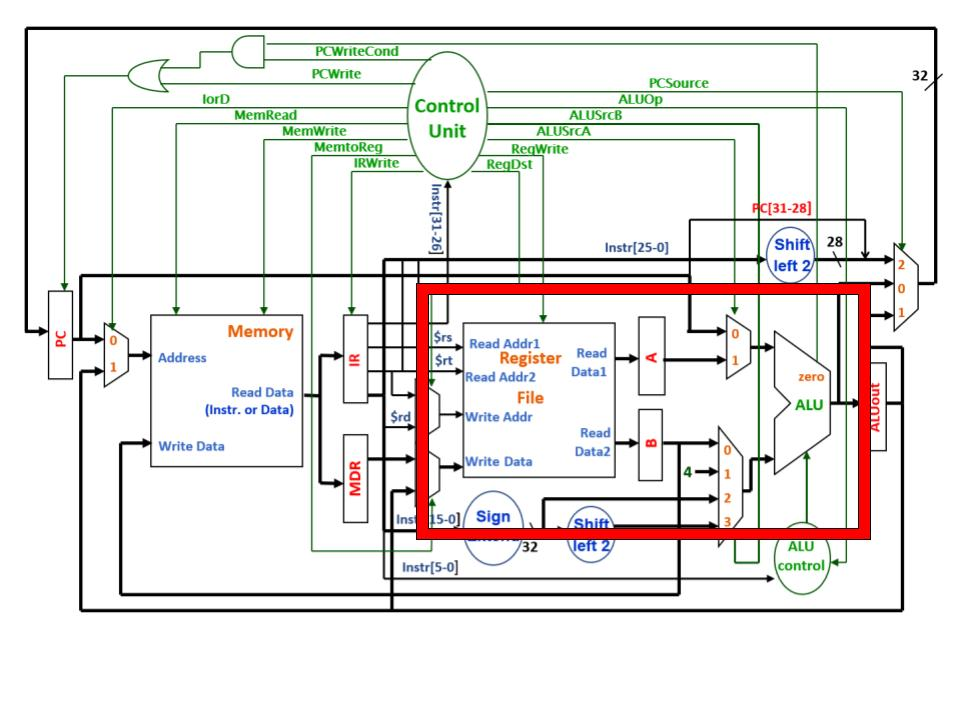 PCWriteCond
PCWrite
IorD
MemRead
MemWrite
MemtoReg
IRWrite
Control
Unit
PCSource
ALUOp
ALUSrcB
ALUSrcA
RegWrite
RegDst
32
Instr[31-26]
PC[31-28]
Instr[25-0]
Shift
left 2
28
2
0
1
PC
0
1
Memory
Address
Read Data
(Instr. or Data)
Write Data
IR
MDR
$rs
$rt
$rd
Read Addr1
Register
Read Addr2
File
Write Addr
Write Data
Read
Data1
Read
Data2
A
B
0
1
4
0
1
2
3
zero
ALU
ALUout
Instr[15-0]
Sign
32
Shift
left 2
ALU
control
Instr[5-0]